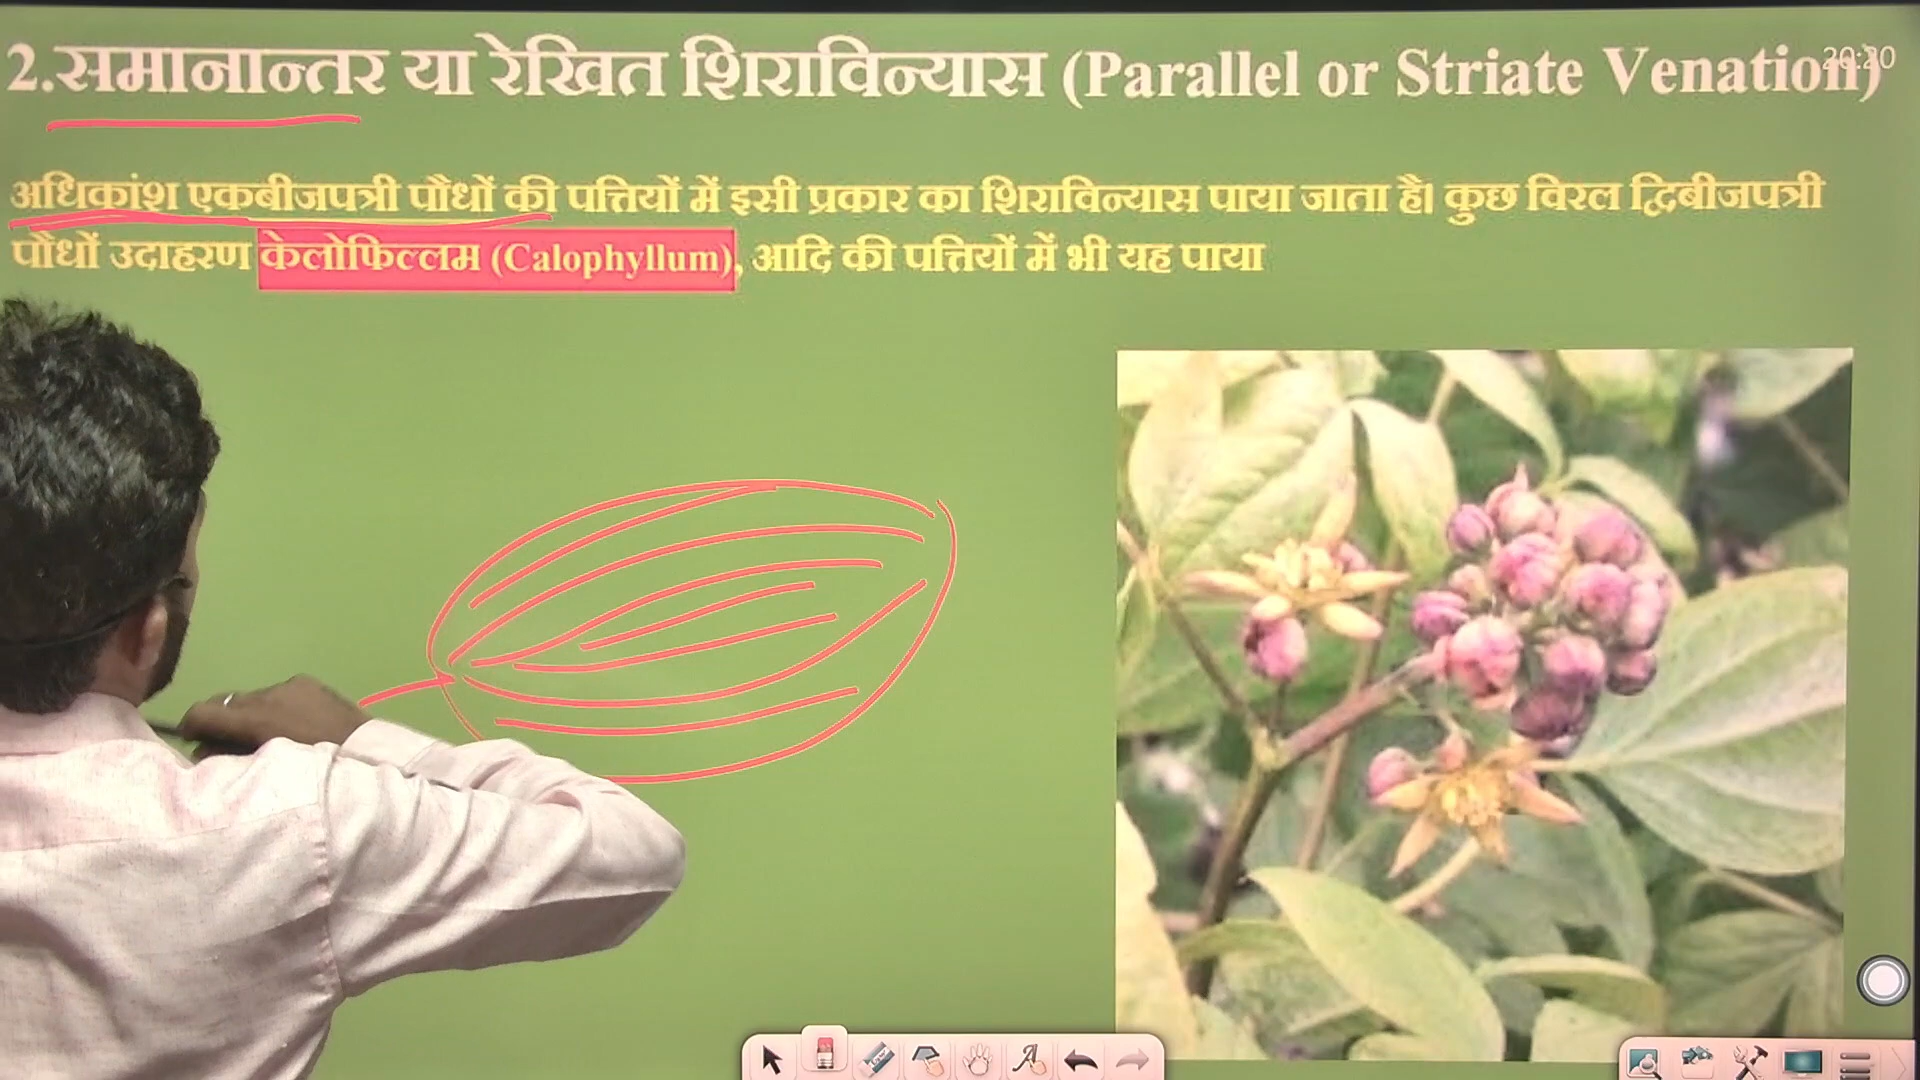 2.समानान्तर या रेखित शिराविन्यास (Parallel or Striate Venation)
20:20
अधिकांश एकबीजपत्री पौधों की पत्तियों में इसी प्रकार का शिराविन्यास पाया जाता है। कुछ विरल द्विबीजपत्री
पौधों उदाहरण केलोफिल्लम (Calophyllum), आदि की पत्तियों में भी यह पाया